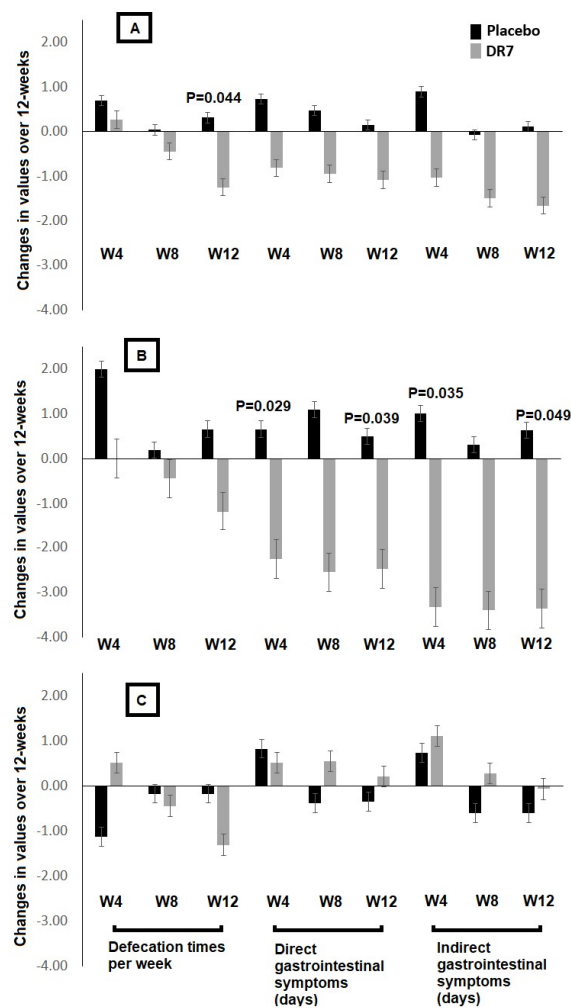 A
Placebo
DR7
Changes in values over 12-weeks
2.00
1.00
0.00
-1.00
-2.00
-3.00
-4.00
P=0.044
W4 W8 W12 W4 W8 W12 W4 W8 W12
B
Changes in values over 12-weeks
2.00
1.00
0.00
-1.00
-2.00
-3.00
-4.00
P=0.029
P=0.039
P=0.035
P=0.049
W4 W8 W12 W4 W8 W12 W4 W8 W12
C
Changes in values over 12-weeks
2.00
1.00
0.00
-1.00
-2.00
-3.00
-4.00
W4 W8 W12 W4 W8 W12 W4 W8 W12
Defecation times
per week
Direct
gastrointestinal
symptoms
(days)
Indirect
gastrointestinal
symptoms
(days)